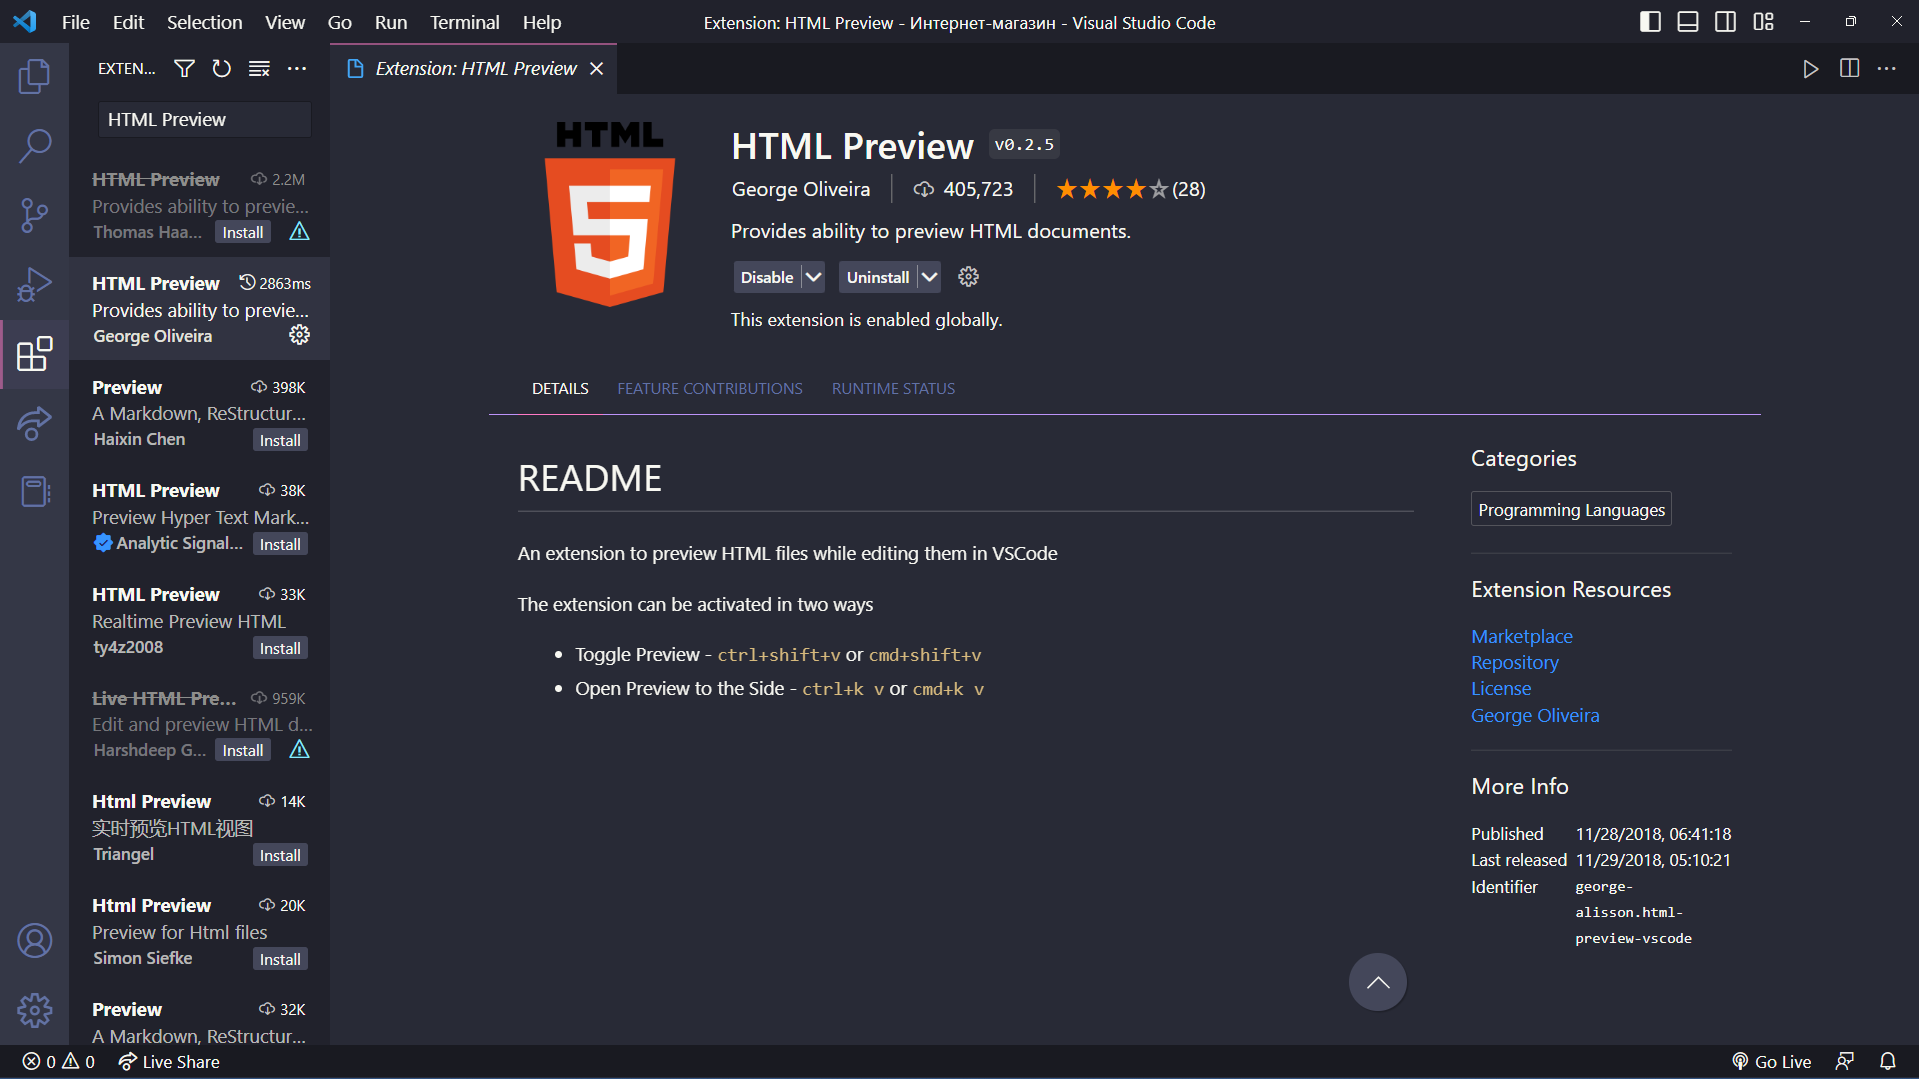 File Edit Selection View Go Run Terminal Help
Extension: HTML Preview - Интернет-магазин - Visual Studio Code
EXTEN...
HTML Preview
HTML Preview 2.2M
Provides ability to previe...
Thomas Haa... Install
HTML Preview 2863ms
Provides ability to previe...
George Oliveira
Preview 398K
A Markdown, ReStructur...
Haixin Chen Install
HTML Preview 38K
Preview Hyper Text Mark...
Analytic Signal... Install
HTML Preview 33K
Realtime Preview HTML
ty4z2008 Install
Live HTML Pre... 959K
Edit and preview HTML d...
Harshdeep G... Install
Html Preview 14K
实时预览HTML视图
Triangel Install
Html Preview 20K
Preview for Html files
Simon Siefke Install
Preview 32K
A Markdown, ReStructur...
Extension: HTML Preview
HTML
5
HTML Preview v0.2.5
George Oliveira 405,723 (28)
Provides ability to preview HTML documents.
Disable Uninstall
This extension is enabled globally.
DETAILS FEATURE CONTRIBUTIONS RUNTIME STATUS
README
An extension to preview HTML files while editing them in VSCode
The extension can be activated in two ways
• Toggle Preview - ctrl+shift+v or cmd+shift+v
• Open Preview to the Side - ctrl+k v or cmd+k v
Categories
Programming Languages
Extension Resources
Marketplace
Repository
License
George Oliveira
More Info
Published 11/28/2018, 06:41:18
Last released 11/29/2018, 05:10:21
Identifier george-
alisson.html-
preview-vscode
0 0 Live Share
Go Live